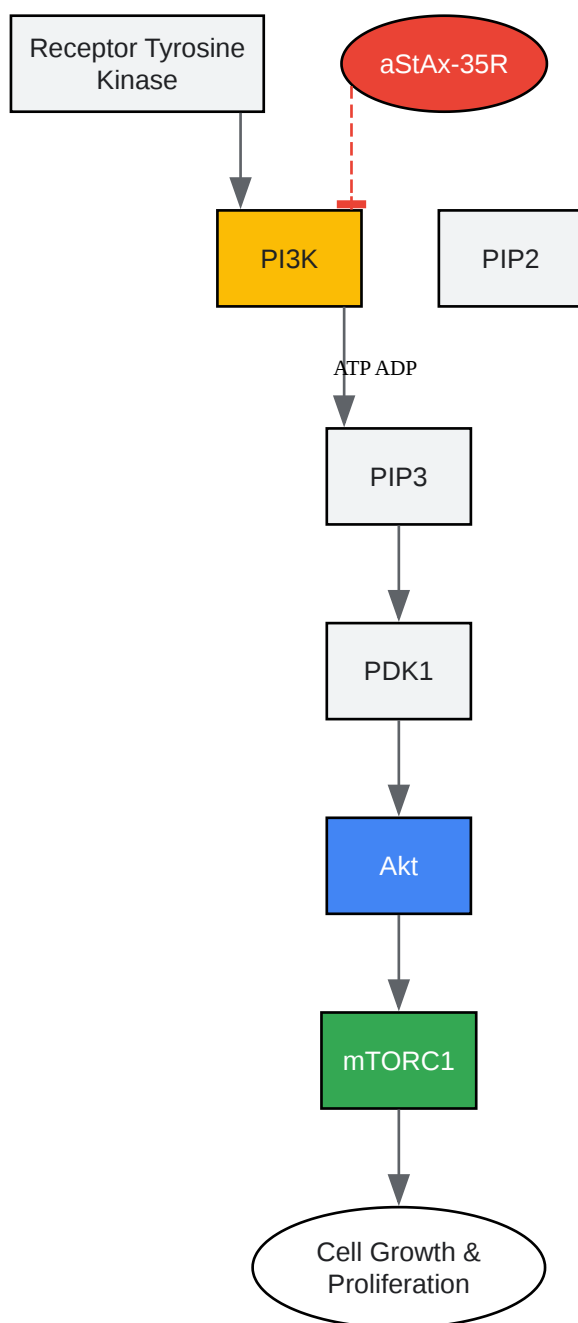 Receptor Tyrosine
Kinase
aStAx-35R
PI3K
PIP2
ATP ADP
PIP3
PDK1
Akt
mTORC1
Cell Growth &
Proliferation